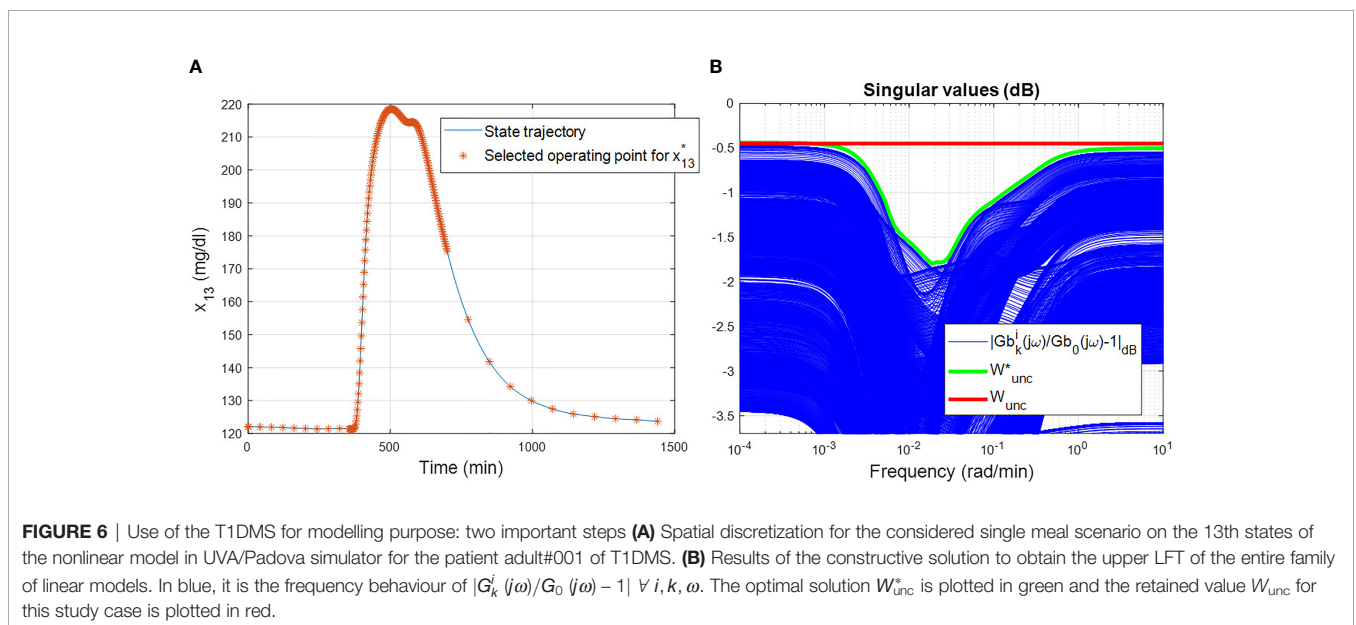 A
220
210
200
190
180
170
160
150
140
130
120
x13 (mg/dl)
0
500
1000
1500
Time (min)
State trajectory
Selected operating point for x*13
B
Singular values (dB)
0
-0.5
-1
-1.5
-2
-2.5
-3
-3.5
10-4
10-3
10-2
10-1
100
101
Frequency (rad/min)
|Gbik(jω)/Gb0(jω)-1|dB
W*unc
Wunc
FIGURE 6 | Use of the T1DMS for modelling purpose: two important steps (A) Spatial discretization for the considered single meal scenario on the 13th states of
the nonlinear model in UVA/Padova simulator for the patient adult#001 of T1DMS. (B) Results of the constructive solution to obtain the upper LFT of the entire family
of linear models. In blue, it is the frequency behaviour of |Gik (jω)/G0 (jω) – 1| ∀ i, k, ω. The optimal solution W*unc is plotted in green and the retained value Wunc for
this study case is plotted in red.